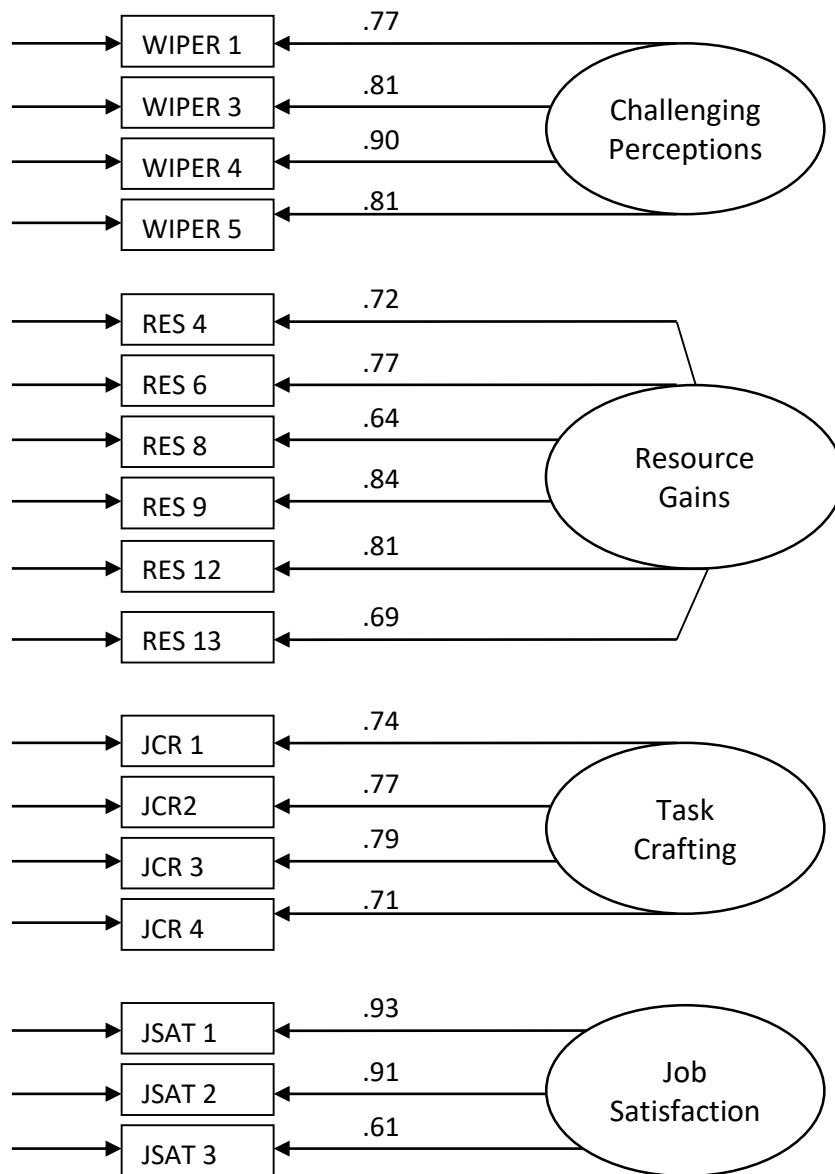 .77
WIPER 1
.81
WIPER 3
Challenging
Perceptions
.90
WIPER 4
.81
WIPER 5
.72
RES 4
.77
RES 6
.64
RES 8
Resource
Gains
.84
RES 9
.81
RES 12
.69
RES 13
.74
JCR 1
.77
JCR2
Task
Crafting
.79
JCR 3
.71
JCR 4
.93
JSAT 1
.91
JSAT 2
Job
Satisfaction
.61
JSAT 3